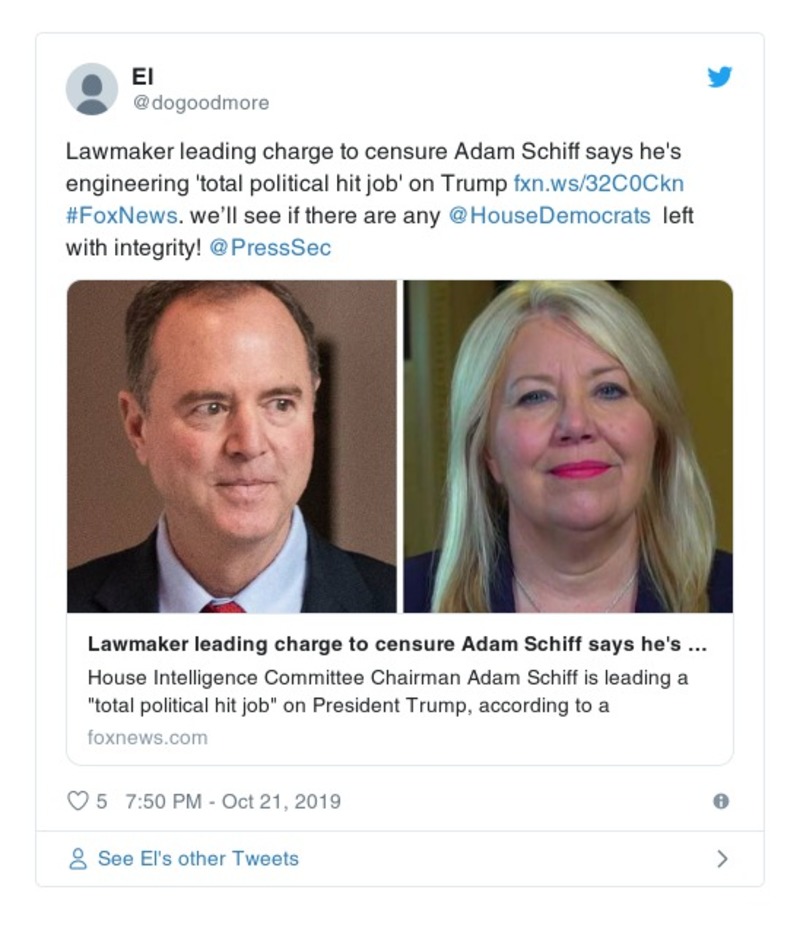 El
@dogoodmore
Lawmaker leading charge to censure Adam Schiff says he's
engineering 'total political hit job' on Trump fxn.ws/32C0Ckn
#FoxNews. we’ll see if there are any @HouseDemocrats left
with integrity! @PressSec
Lawmaker leading charge to censure Adam Schiff says he's ...
House Intelligence Committee Chairman Adam Schiff is leading a
"total political hit job" on President Trump, according to a
foxnews.com
5 7:50 PM - Oct 21, 2019
See El's other Tweets